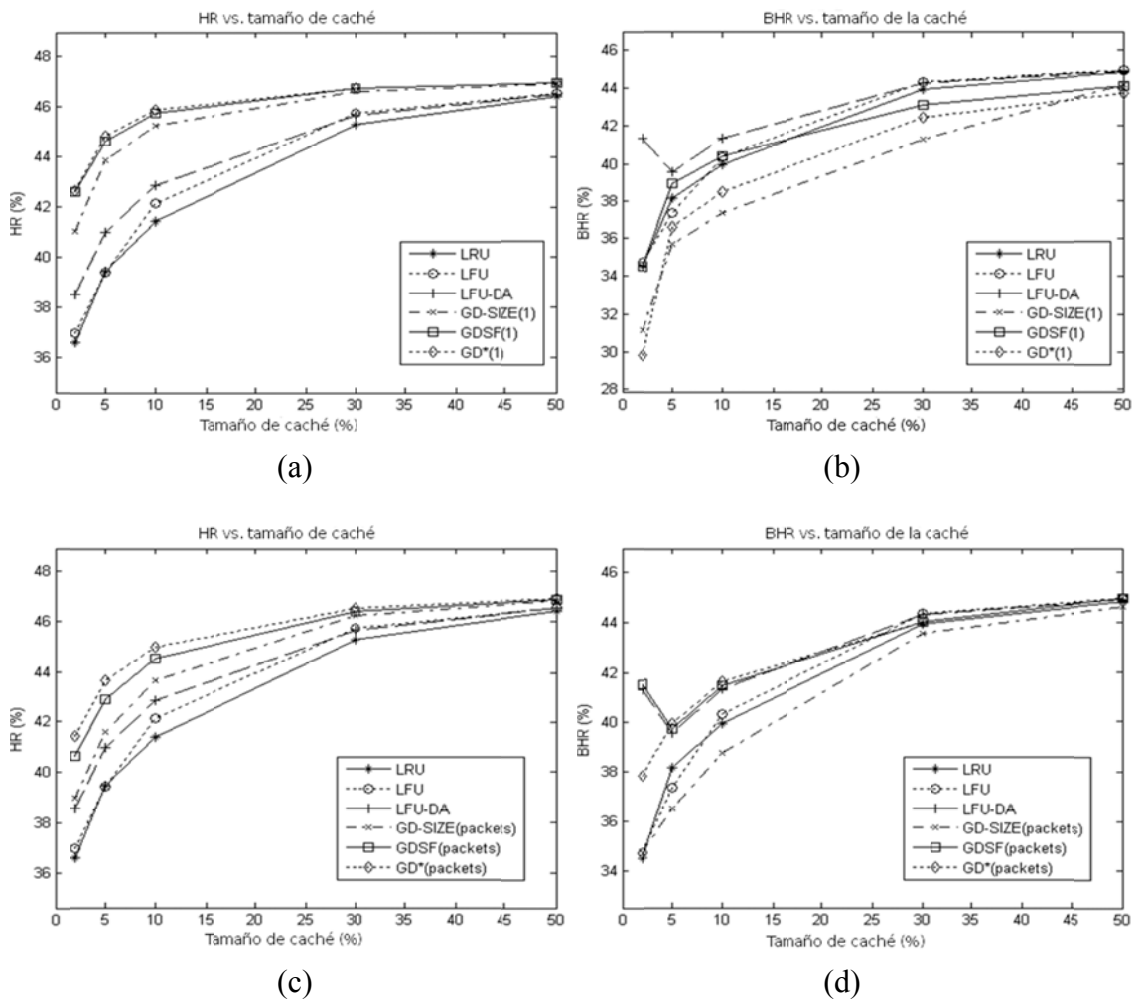 HR vs. tamaño de caché
HR (%)
48
46
44
42
40
38
36
0 5 10 15 20 25 30 35 40 45 50
Tamaño de caché (%)
LRU
LFU
LFU-DA
GD-SIZE(1)
GDSF(1)
GD*(1)
(a)
BHR vs. tamaño de la caché
BHR (%)
46
44
42
40
38
36
34
32
30
28
0 5 10 15 20 25 30 35 40 45 50
Tamaño de caché (%)
LRU
LFU
LFU-DA
GD-SIZE(1)
GDSF(1)
GD*(1)
(b)
HR vs. tamaño de caché
HR (%)
48
46
44
42
40
38
36
0 5 10 15 20 25 30 35 40 45 50
Tamaño de caché (%)
LRU
LFU
LFU-DA
GD-SIZE(packets)
GDSF(packets)
GD*(packets)
(c)
BHR vs. tamaño de la caché
BHR (%)
46
44
42
40
38
36
34
0 5 10 15 20 25 30 35 40 45 50
Tamaño de caché (%)
LRU
LFU
LFU-DA
GD-SIZE(packets)
GDSF(packets)
GD*(packets)
(d)